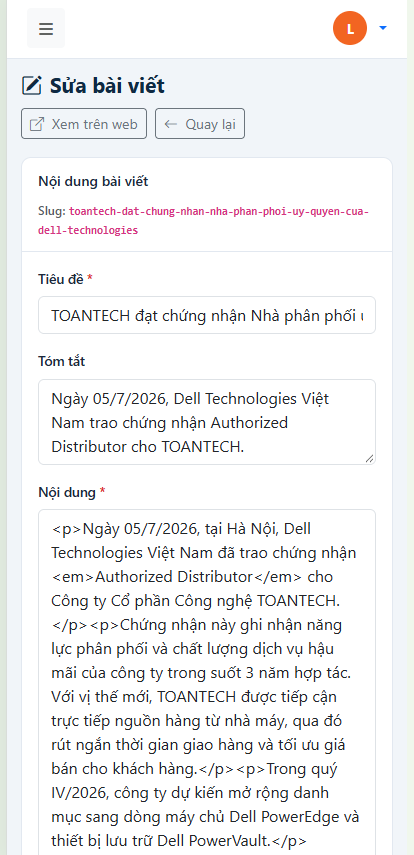 L
Sửa bài viết
Xem trên web
Quay lại
Nội dung bài viết
Slug: toantech-dat-chung-nhan-nha-phan-phoi-uy-quyen-cua-
dell-technologies
Tiêu đề *
TOANTECH đạt chứng nhận Nhà phân phối
Tóm tắt
Ngày 05/7/2026, Dell Technologies Việt
Nam trao chứng nhận Authorized
Distributor cho TOANTECH.
Nội dung *
<p>Ngày 05/7/2026, tại Hà Nội, Dell
Technologies Việt Nam đã trao chứng nhận
<em>Authorized Distributor</em> cho
Công ty Cổ phần Công nghệ TOANTECH.
</p><p>Chứng nhận này ghi nhận năng
lực phân phối và chất lượng dịch vụ hậu
mãi của công ty trong suốt 3 năm hợp tác.
Với vị thế mới, TOANTECH được tiếp cận
trực tiếp nguồn hàng từ nhà máy, qua đó
rút ngắn thời gian giao hàng và tối ưu giá
bán cho khách hàng.</p><p>Trong quý
IV/2026, công ty dự kiến mở rộng danh
mục sang dòng máy chủ Dell PowerEdge và
thiết bị lưu trữ Dell PowerVault.</p>